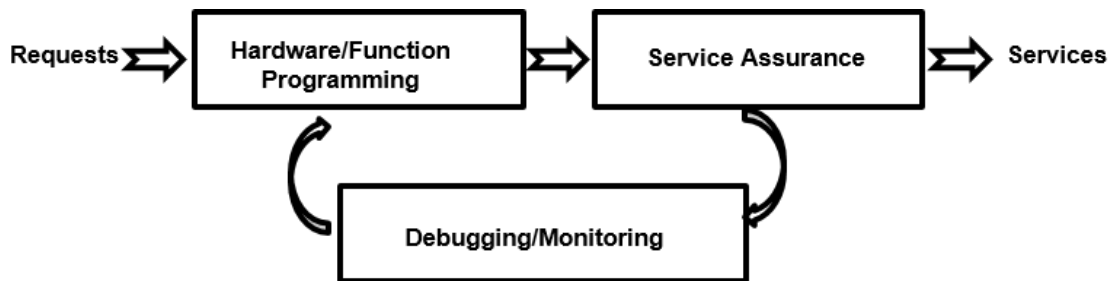 Requests
Hardware/Function
Programming
Service Assurance
Services
Debugging/Monitoring